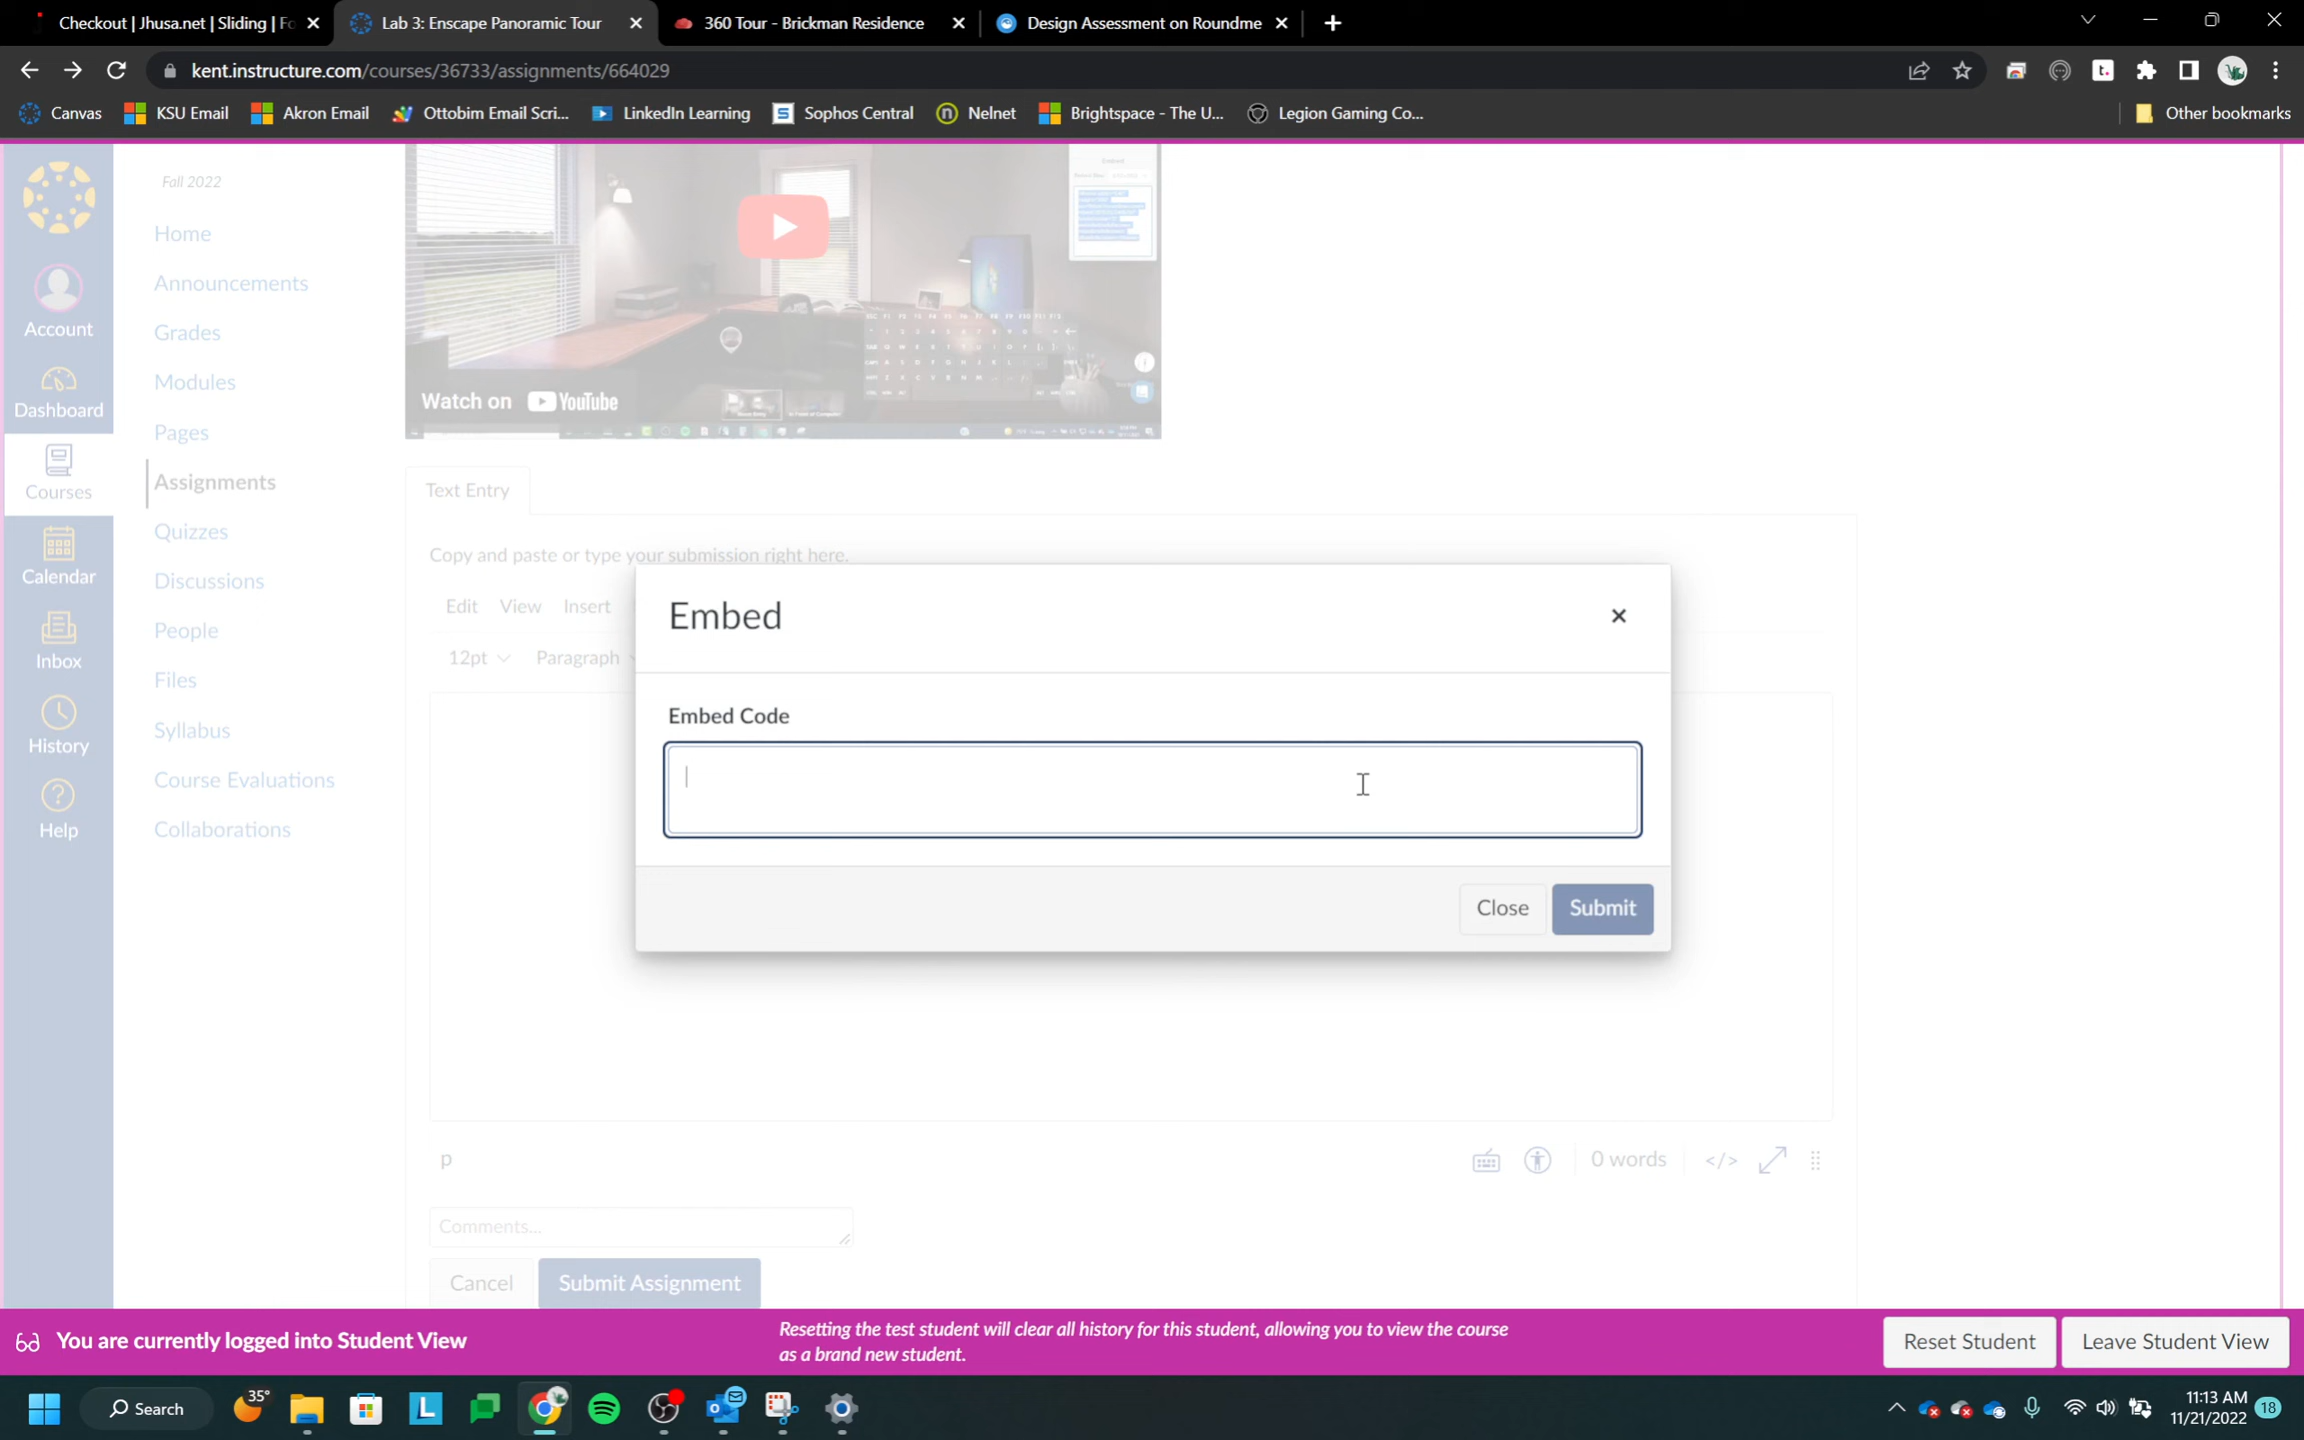 Checkout | Jhusa.net | Sliding | Fo
Lab 3: Enscape Panoramic Tour
360 Tour - Brickman Residence
Design Assessment on Roundme
kent.instructure.com/courses/36733/assignments/664029
Canvas
KSU Email
Akron Email
Ottobim Email Scri...
LinkedIn Learning
Sophos Central
Nelnet
Brightspace - The U...
Legion Gaming Co...
Other bookmarks
Fall 2022
Home
Announcements
Grades
Modules
Pages
Assignments
Quizzes
Discussions
People
Files
Syllabus
Course Evaluations
Collaborations
Account
Dashboard
Courses
Calendar
Inbox
History
Help
Watch on YouTube
Text Entry
Copy and paste or type your submission right here.
Edit View Insert
12pt Paragraph
Embed
Embed Code
Close
Submit
p
0 words
</>
Comments...
Cancel
Submit Assignment
You are currently logged into Student View
Resetting the test student will clear all history for this student, allowing you to view the course
as a brand new student.
Reset Student
Leave Student View
35°
Search
11:13 AM
11/21/2022
18